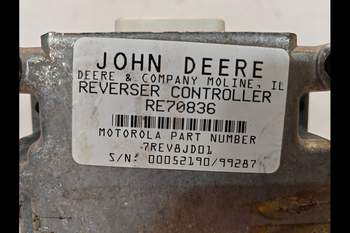 JOHN DEERE
DEERE & COMPANY MOLINE, IL
REVERSER CONTROLLER
RE70836
MOTOROLA PART NUMBER
7REV8JD01
S/N: 00052190/99287